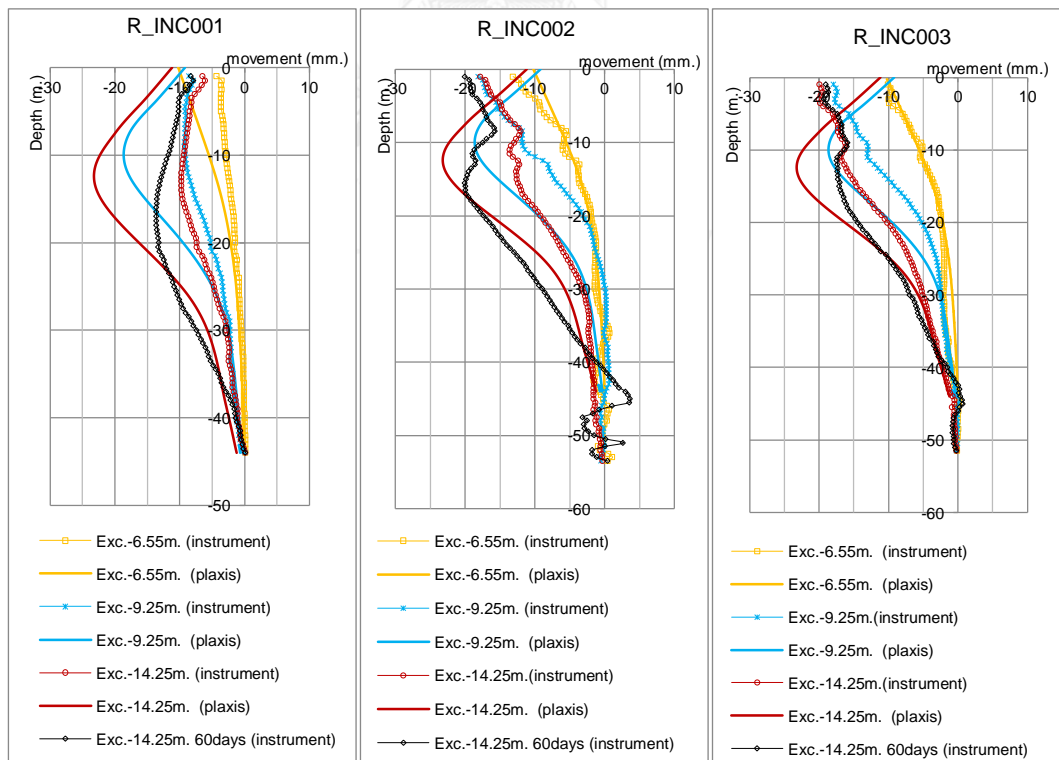 R_INC001
movement (mm.)
-30 -20 -10 0 10
Depth (m.)
0
-10
-20
-30
-40
-50
Exc.-6.55m. (instrument)
Exc.-6.55m. (plaxis)
Exc.-9.25m. (instrument)
Exc.-9.25m. (plaxis)
Exc.-14.25m. (instrument)
Exc.-14.25m. (plaxis)
Exc.-14.25m. 60days (instrument)
R_INC002
movement (mm.)
-30 -20 -10 0 10
Depth (m.)
0
-10
-20
-30
-40
-50
-60
Exc.-6.55m. (instrument)
Exc.-6.55m. (plaxis)
Exc.-9.25m. (instrument)
Exc.-9.25m. (plaxis)
Exc.-14.25m.(instrument)
Exc.-14.25m. (plaxis)
Exc.-14.25m. 60days (instrument)
R_INC003
movement (mm.)
-30 -20 -10 0 10
Depth (m.)
0
-10
-20
-30
-40
-50
-60
Exc.-6.55m. (instrument)
Exc.-6.55m. (plaxis)
Exc.-9.25m.(instrument)
Exc.-9.25m. (plaxis)
Exc.-14.25m.(instrument)
Exc.-14.25m. (plaxis)
Exc.-14.25m. 60days (instrument)